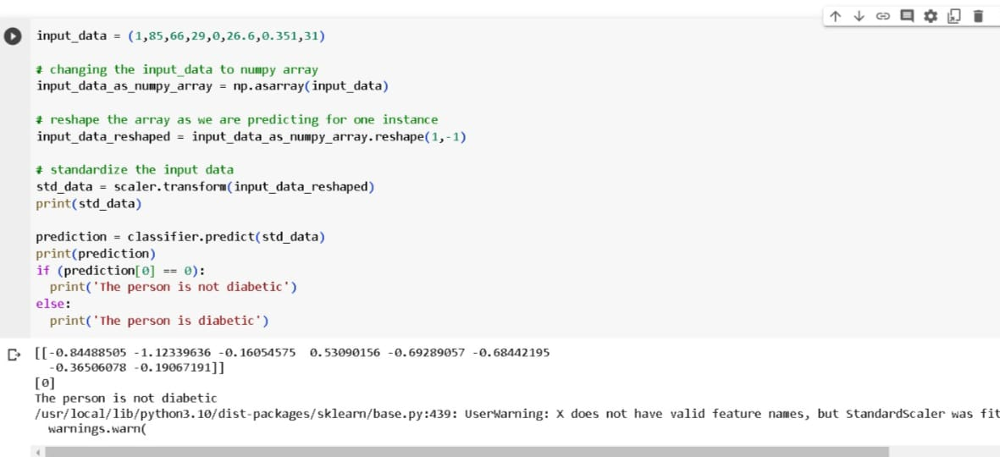 input_data = (1,85,66,29,0,26.6,0.351,31)
# changing the input_data to numpy array
input_data_as_numpy_array = np.asarray(input_data)
# reshape the array as we are predicting for one instance
input_data_reshaped = input_data_as_numpy_array.reshape(1,-1)
# standardize the input data
std_data = scaler.transform(input_data_reshaped)
print(std_data)
prediction = classifier.predict(std_data)
print(prediction)
if (prediction[0] == 0):
  print('The person is not diabetic')
else:
  print('The person is diabetic')
[[-0.84488505 -1.12339636 -0.16054575  0.53090156 -0.69289057 -0.68442195
  -0.36506078 -0.19067191]]
[0]
The person is not diabetic
/usr/local/lib/python3.10/dist-packages/sklearn/base.py:439: UserWarning: X does not have valid feature names, but StandardScaler was fit
  warnings.warn(